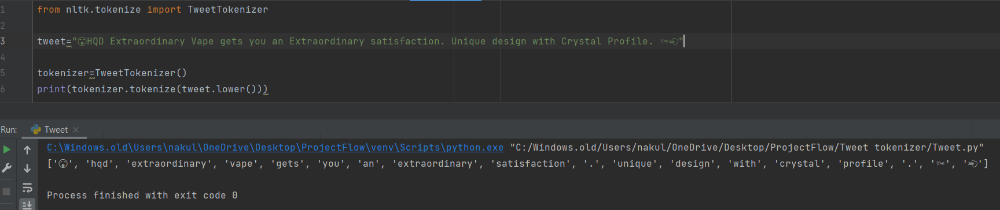 1 from nltk.tokenize import TweetTokenizer
2
3 tweet="😮HQD Extraordinary Vape gets you an Extraordinary satisfaction. Unique design with Crystal Profile. "
4
5 tokenizer=TweetTokenizer()
6 print(tokenizer.tokenize(tweet.lower()))
Run: Tweet ×
C:\Windows.old\Users\nakul\OneDrive\Desktop\ProjectFlow\venv\Scripts\python.exe "C:/Windows.old/Users/nakul/OneDrive/Desktop/ProjectFlow/Tweet tokenizer/Tweet.py"
['😮', 'hqd', 'extraordinary', 'vape', 'gets', 'you', 'an', 'extraordinary', 'satisfaction', '.', 'unique', 'design', 'with', 'crystal', 'profile', '.', '', '💨']
Process finished with exit code 0